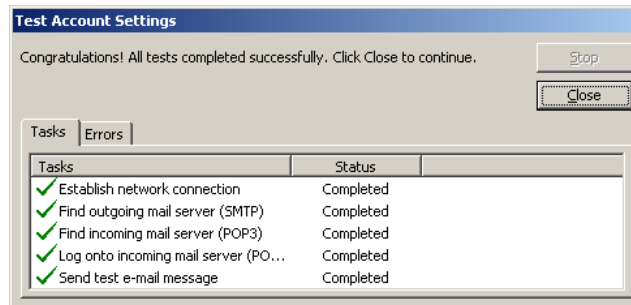 Test Account Settings
Congratulations! All tests completed successfully. Click Close to continue.
Stop
Close
Tasks Errors
Tasks Status
Establish network connection Completed
Find outgoing mail server (SMTP) Completed
Find incoming mail server (POP3) Completed
Log onto incoming mail server (PO... Completed
Send test e-mail message Completed